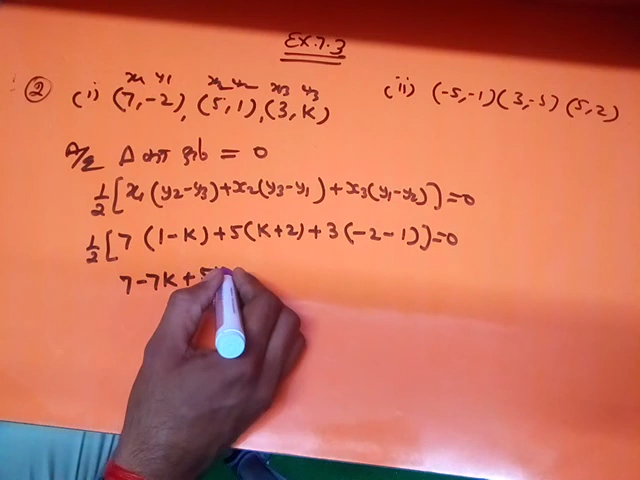 EX.7.3
② (i) (7,-2), (5,1), (3,K) (ii) (-5,-1) (3,-5) (5,2)
x1 y1 x2 y2 x3 y3
A/Q Δ का क्षे० = 0
1/2 [x1 (y2-y3)+x2(y3-y1)+x3(y1-y2)]=0
1/2 [7 (1-K)+5(K+2)+3(-2-1)]=0
7-7K+5